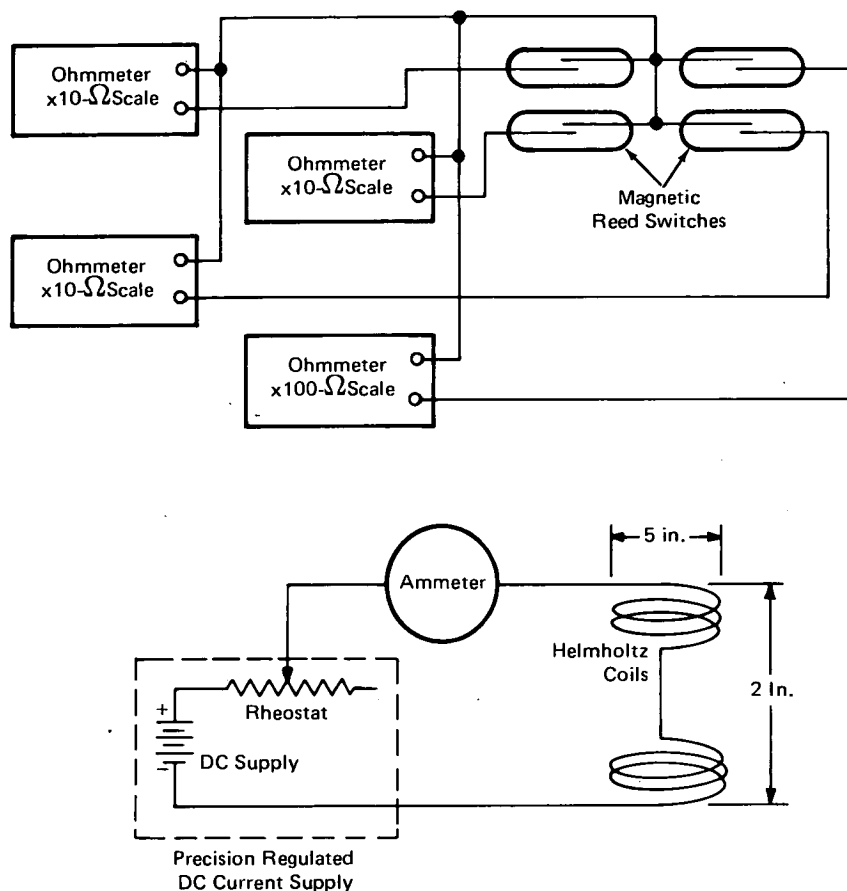 Ohmmeter
x10-ΩScale
Ohmmeter
x10-ΩScale
Magnetic
Reed Switches
Ohmmeter
x10-ΩScale
Ohmmeter
x100-ΩScale
5 in.
Ammeter
Helmholtz
Coils
2 In.
Rheostat
+
DC Supply
−
Precision Regulated
DC Current Supply